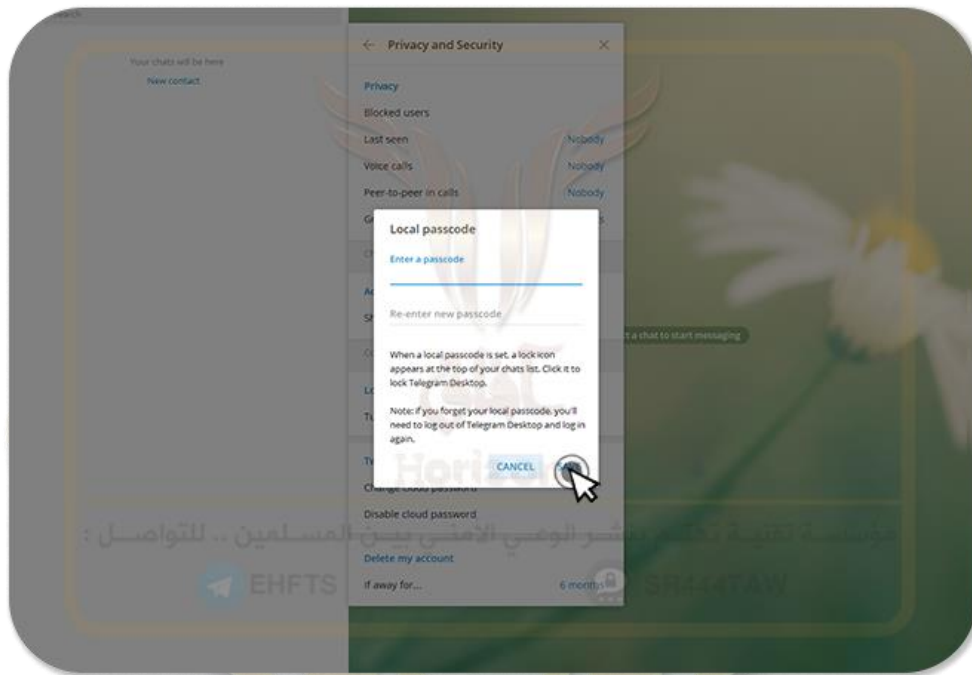 Search
Your chats will be here
New contact
Privacy and Security
Privacy
Blocked users
Last seen Nobody
Voice calls Nobody
Peer-to-peer in calls Nobody
Local passcode
Enter a passcode
Re-enter new passcode
t a chat to start messaging
When a local passcode is set, a lock icon
appears at the top of your chats list. Click it to
lock Telegram Desktop.
آفاق
Note: if you forget your local passcode, you'll
need to log out of Telegram Desktop and log in
again.
Horizon
CANCEL
Change cloud password
Disable cloud password
مؤسسة تقنية تهتم بنشر الوعي الامني بين المسلمين .. للتواصل :
Delete my account
If away for... 6 months
EHFTS